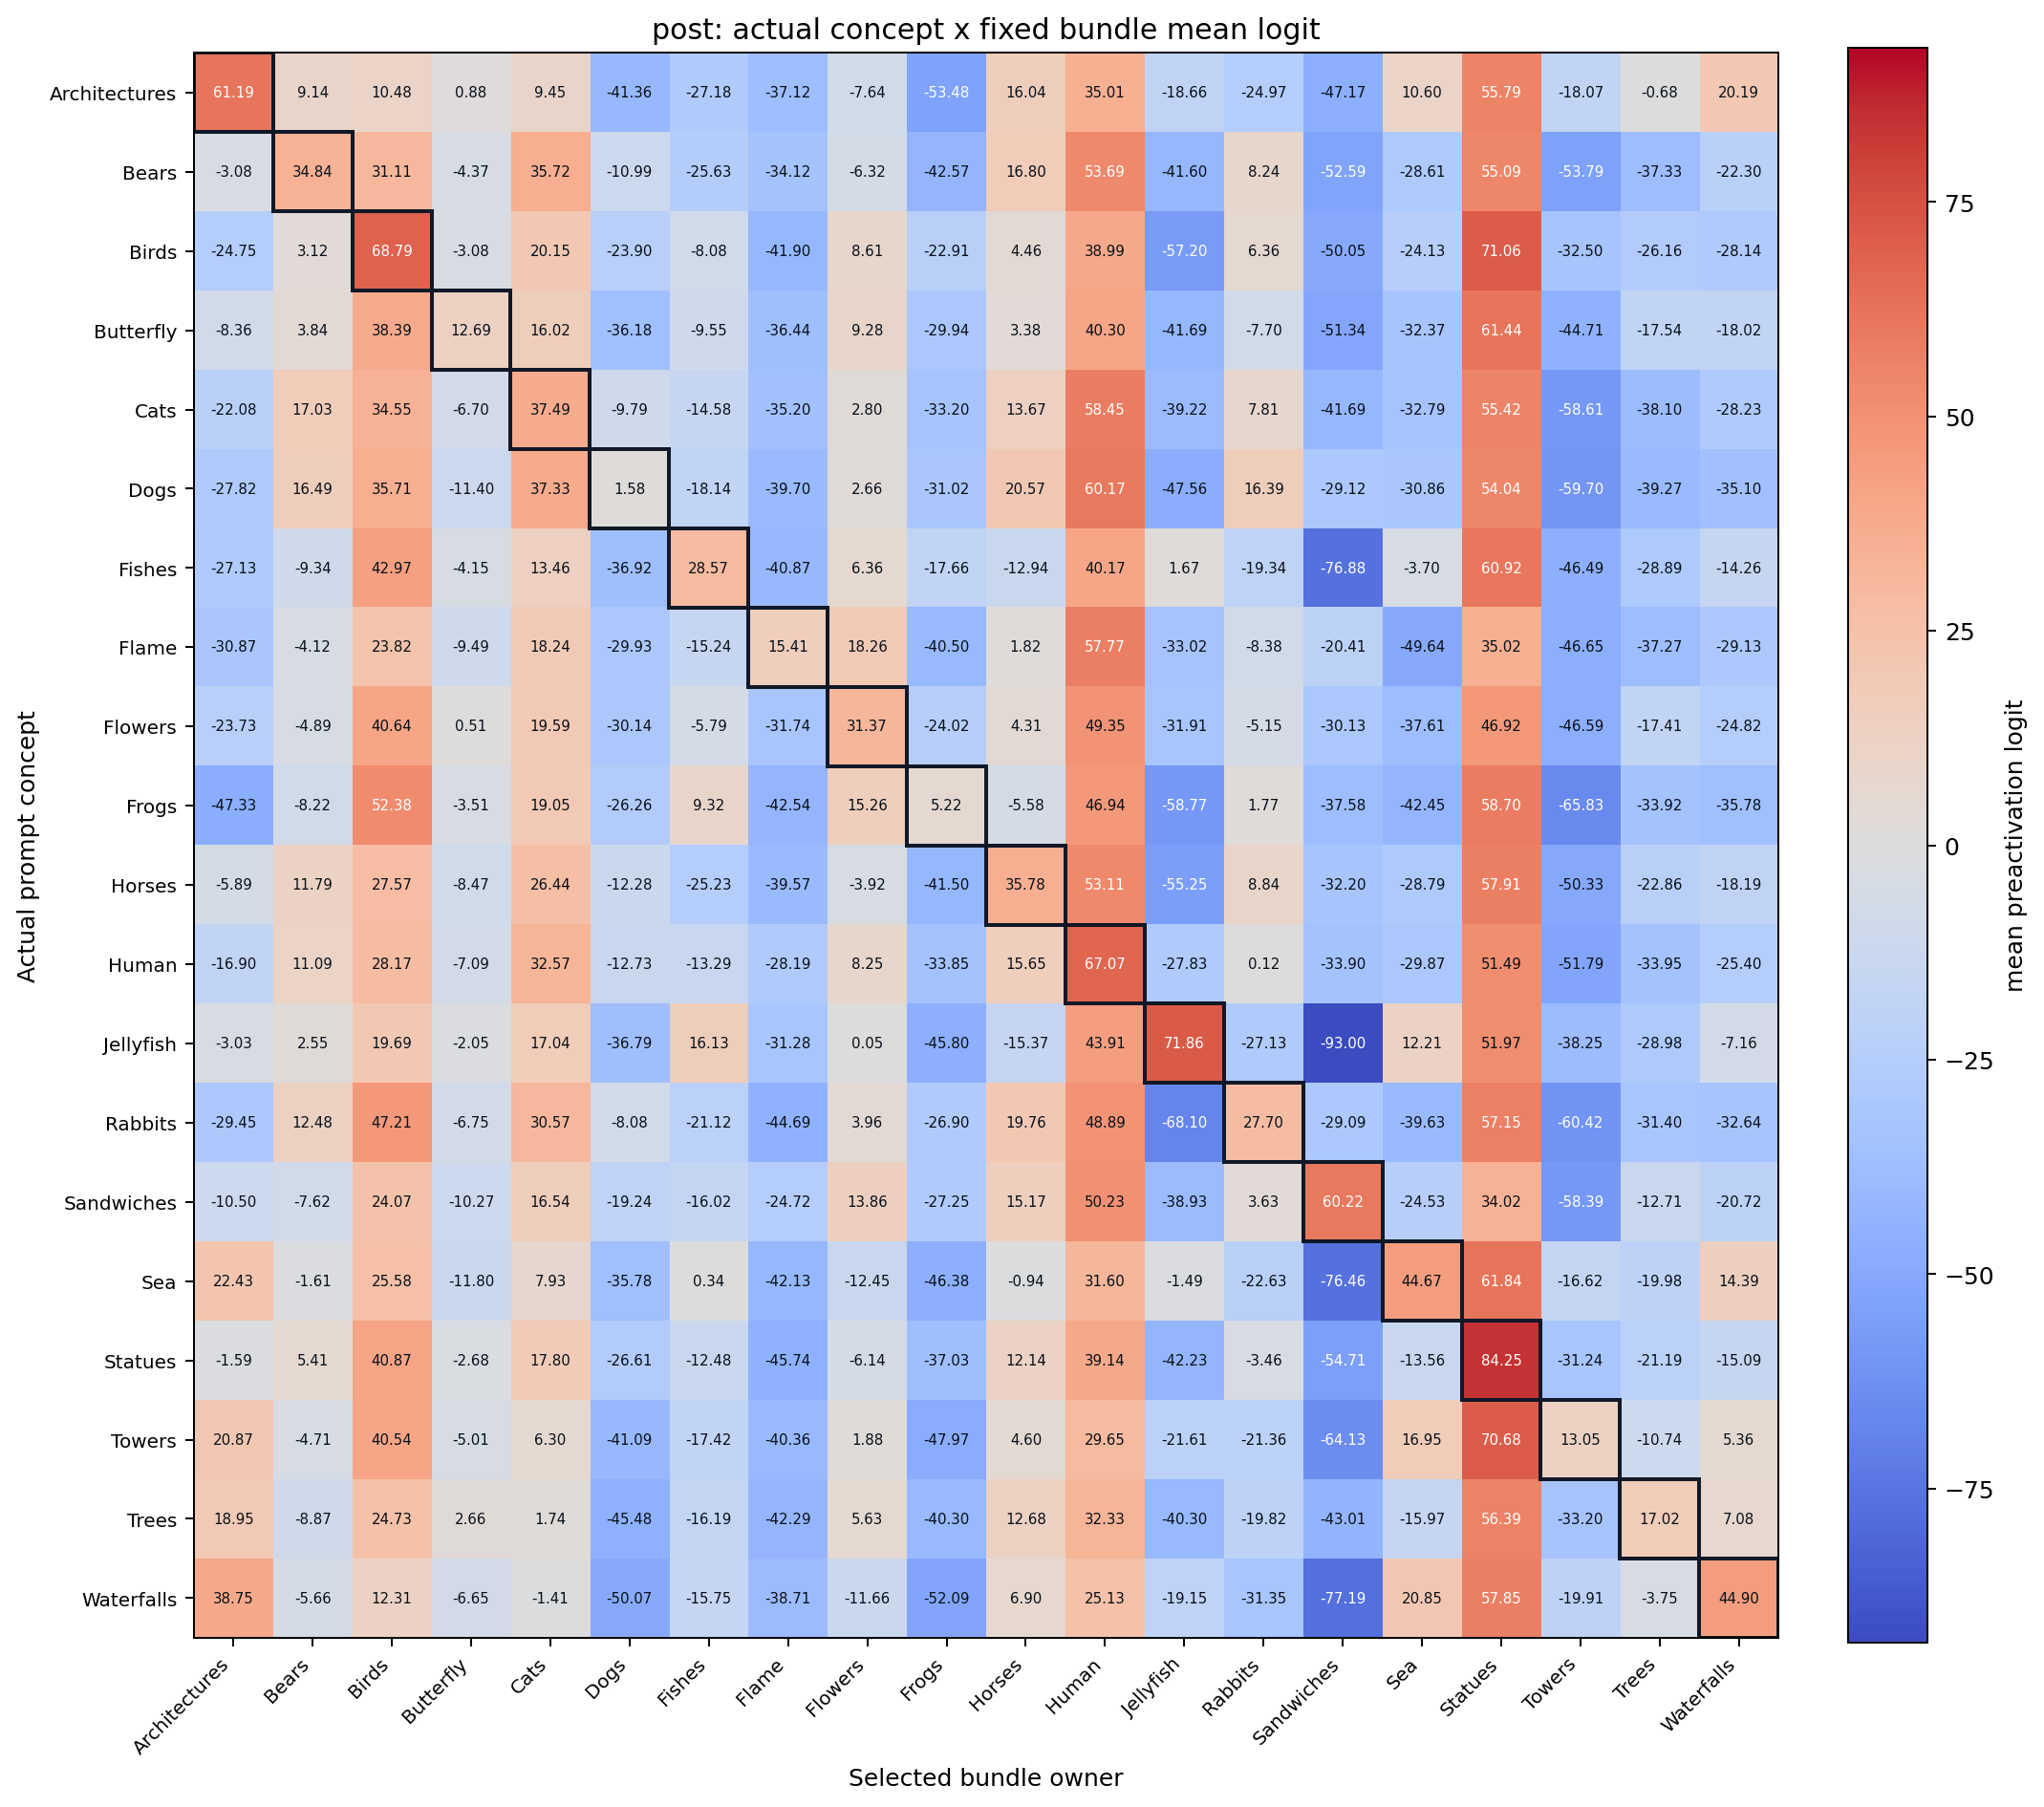 post: actual concept x fixed bundle mean logit
Architectures 61.19 9.14 10.48 0.88 9.45 -41.36 -27.18 -37.12 -7.64 -53.48 16.04 35.01 -18.66 -24.97 -47.17 10.60 55.79 -18.07 -0.68 20.19
Bears -3.08 34.84 31.11 -4.37 35.72 -10.99 -25.63 -34.12 -6.32 -42.57 16.80 53.69 -41.60 8.24 -52.59 -28.61 55.09 -53.79 -37.33 -22.30
Birds -24.75 3.12 68.79 -3.08 20.15 -23.90 -8.08 -41.90 8.61 -22.91 4.46 38.99 -57.20 6.36 -50.05 -24.13 71.06 -32.50 -26.16 -28.14
Butterfly -8.36 3.84 38.39 12.69 16.02 -36.18 -9.55 -36.44 9.28 -29.94 3.38 40.30 -41.69 -7.70 -51.34 -32.37 61.44 -44.71 -17.54 -18.02
Cats -22.08 17.03 34.55 -6.70 37.49 -9.79 -14.58 -35.20 2.80 -33.20 13.67 58.45 -39.22 7.81 -41.69 -32.79 55.42 -58.61 -38.10 -28.23
Dogs -27.82 16.49 35.71 -11.40 37.33 1.58 -18.14 -39.70 2.66 -31.02 20.57 60.17 -47.56 16.39 -29.12 -30.86 54.04 -59.70 -39.27 -35.10
Fishes -27.13 -9.34 42.97 -4.15 13.46 -36.92 28.57 -40.87 6.36 -17.66 -12.94 40.17 1.67 -19.34 -76.88 -3.70 60.92 -46.49 -28.89 -14.26
Flame -30.87 -4.12 23.82 -9.49 18.24 -29.93 -15.24 15.41 18.26 -40.50 1.82 57.77 -33.02 -8.38 -20.41 -49.64 35.02 -46.65 -37.27 -29.13
Flowers -23.73 -4.89 40.64 0.51 19.59 -30.14 -5.79 -31.74 31.37 -24.02 4.31 49.35 -31.91 -5.15 -30.13 -37.61 46.92 -46.59 -17.41 -24.82
Frogs -47.33 -8.22 52.38 -3.51 19.05 -26.26 9.32 -42.54 15.26 5.22 -5.58 46.94 -58.77 1.77 -37.58 -42.45 58.70 -65.83 -33.92 -35.78
Horses -5.89 11.79 27.57 -8.47 26.44 -12.28 -25.23 -39.57 -3.92 -41.50 35.78 53.11 -55.25 8.84 -32.20 -28.79 57.91 -50.33 -22.86 -18.19
Human -16.90 11.09 28.17 -7.09 32.57 -12.73 -13.29 -28.19 8.25 -33.85 15.65 67.07 -27.83 0.12 -33.90 -29.87 51.49 -51.79 -33.95 -25.40
Jellyfish -3.03 2.55 19.69 -2.05 17.04 -36.79 16.13 -31.28 0.05 -45.80 -15.37 43.91 71.86 -27.13 -93.00 12.21 51.97 -38.25 -28.98 -7.16
Rabbits -29.45 12.48 47.21 -6.75 30.57 -8.08 -21.12 -44.69 3.96 -26.90 19.76 48.89 -68.10 27.70 -29.09 -39.63 57.15 -60.42 -31.40 -32.64
Sandwiches -10.50 -7.62 24.07 -10.27 16.54 -19.24 -16.02 -24.72 13.86 -27.25 15.17 50.23 -38.93 3.63 60.22 -24.53 34.02 -58.39 -12.71 -20.72
Sea 22.43 -1.61 25.58 -11.80 7.93 -35.78 0.34 -42.13 -12.45 -46.38 -0.94 31.60 -1.49 -22.63 -76.46 44.67 61.84 -16.62 -19.98 14.39
Statues -1.59 5.41 40.87 -2.68 17.80 -26.61 -12.48 -45.74 -6.14 -37.03 12.14 39.14 -42.23 -3.46 -54.71 -13.56 84.25 -31.24 -21.19 -15.09
Towers 20.87 -4.71 40.54 -5.01 6.30 -41.09 -17.42 -40.36 1.88 -47.97 4.60 29.65 -21.61 -21.36 -64.13 16.95 70.68 13.05 -10.74 5.36
Trees 18.95 -8.87 24.73 2.66 1.74 -45.48 -16.19 -42.29 5.63 -40.30 12.68 32.33 -40.30 -19.82 -43.01 -15.97 56.39 -33.20 17.02 7.08
Waterfalls 38.75 -5.66 12.31 -6.65 -1.41 -50.07 -15.75 -38.71 -11.66 -52.09 6.90 25.13 -19.15 -31.35 -77.19 20.85 57.85 -19.91 -3.75 44.90
Architectures Bears Birds Butterfly Cats Dogs Fishes Flame Flowers Frogs Horses Human Jellyfish Rabbits Sandwiches Sea Statues Towers Trees Waterfalls
Selected bundle owner
Actual prompt concept
75
50
25
0
−25
−50
−75
mean preactivation logit